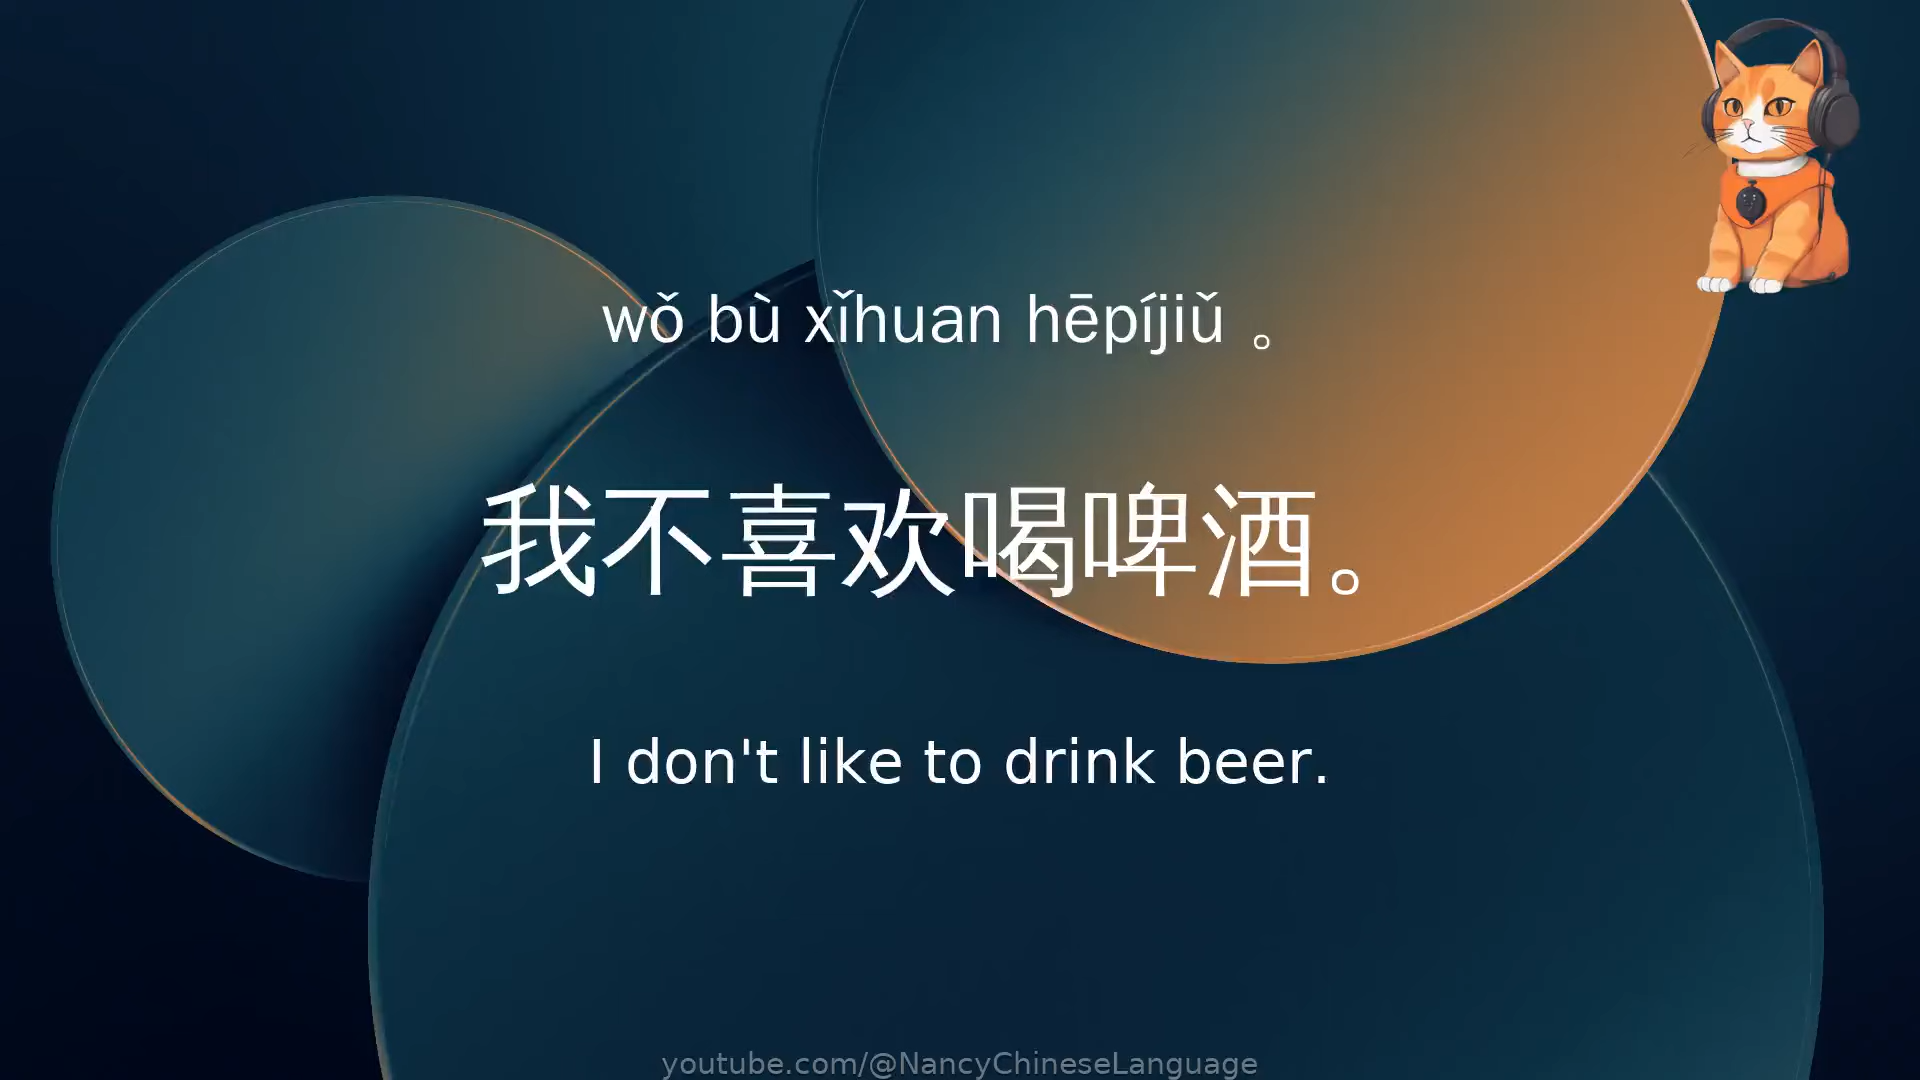 wǒ bù xǐhuan hēpíjiǔ 。
我不喜欢喝啤酒。
I don't like to drink beer.
youtube.com/@NancyChineseLanguage